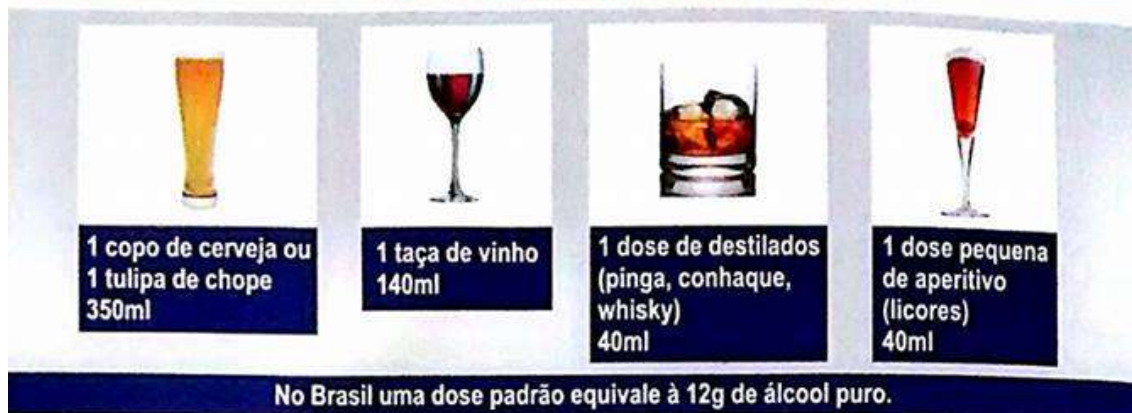 1 copo de cerveja ou
1 tulipa de chope
350ml
1 taça de vinho
140ml
1 dose de destilados
(pinga, conhaque,
whisky)
40ml
1 dose pequena
de aperitivo
(licores)
40ml
No Brasil uma dose padrão equivale à 12g de álcool puro.